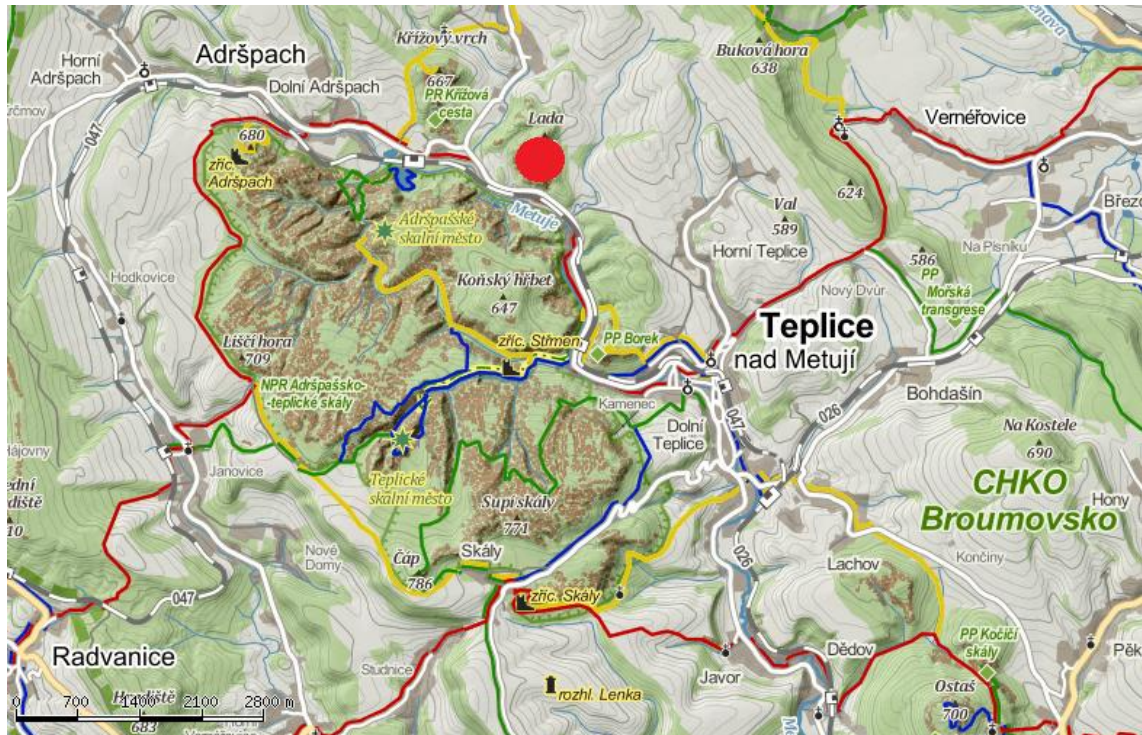 Adršpach
Horní
Adršpach
Dolní Adršpach
Křížový vrch
667
PR Křížová
cesta
Lada
Buková hora
638
Vernéřovice
047
680
zříc.
Adršpach
Metuje
624
Val
589
Horní Teplice
Adršpašské
skalní město
Hodkovice
Koňský hřbet
647
Na Písníku
586
PP
Mořská
transgrese
Nový Dvůr
Teplice
nad Metují
Liščí hora
709
zříc. Střmen
PP Borek
NPR Adršpašsko-
-teplické skály
Kamenec
Dolní
Teplice
047
026
Bohdašín
Na Kostele
690
Janovice
Teplické
skalní město
Supí skály
771
CHKO
Broumovsko
Hony
Nové
Domy
Čáp
786
Skály
Končiny
026
Lachov
047
zříc. Skály
Radvanice
Studnice
PP Kočičí
skály
Dědov
Javor
rozhl. Lenka
Ostaš
700
0 700 1400 2100 2800 m
683